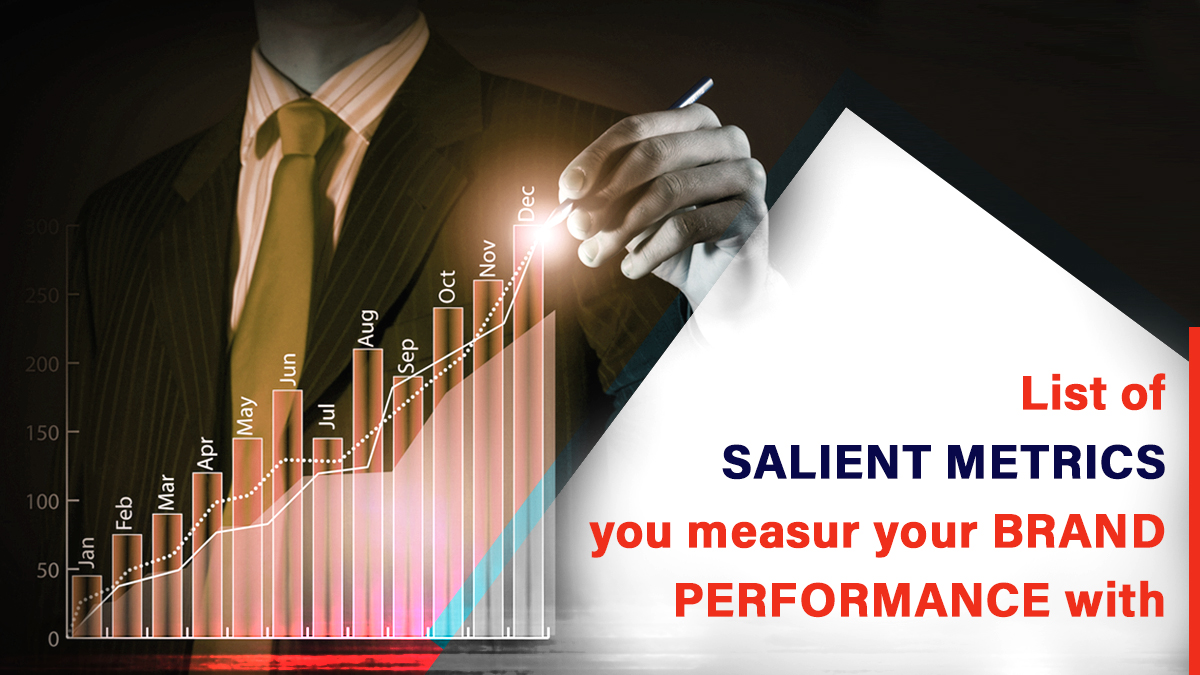 300
250
200
150
100
50
0
Jan
Feb
Mar
Apr
May
Jun
Jul
Aug
Sep
Oct
Nov
Dec
List of
SALIENT METRICS
you measur your BRAND
PERFORMANCE with